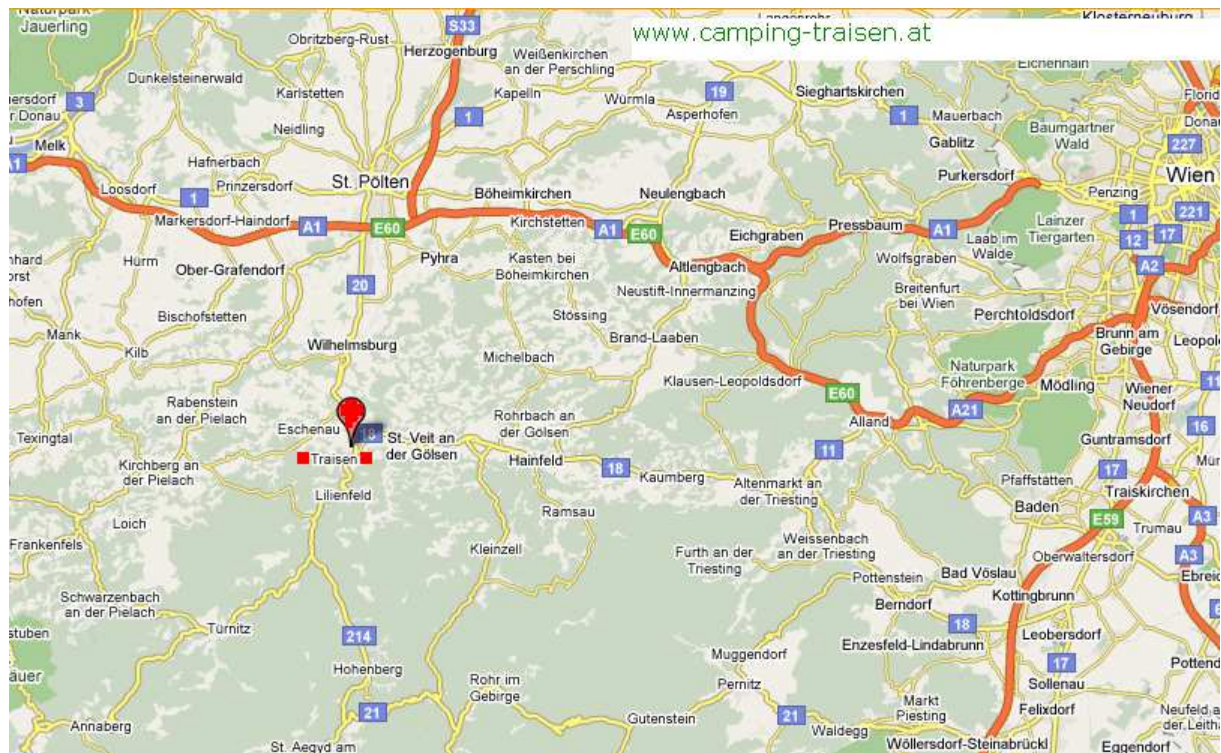 Naturpark
Jauerling
S33
Klosterneuburg
www.camping-traisen.at
Obritzberg-Rust
Herzogenburg
Weißenkirchen
an der Perschling
Eichenhain
Dunkelsteinerwald
Karlstetten
Kapelln
Würmla
19
Sieghartskirchen
3
1
Asperhofen
1
Mauerbach
Florid
Donau
Neidling
Gablitz
Baumgartner
Wald
227
Melk
A1
Hafnerbach
Purkersdorf
Wien
Loosdorf
1
Prinzersdorf
St. Pölten
Böheimkirchen
Neulengbach
Penzing
Markersdorf-Haindorf
A1
E60
Kirchstetten
A1
E60
Eichgraben
Pressbaum
A1
Lainzer
Tiergarten
1
221
12
17
Hürm
Ober-Grafendorf
Pyhra
Kasten bei
Böheimkirchen
Altlengbach
Wolfsgraben
Laab im
Walde
A2
20
Neustift-Innermanzing
Breitenfurt
bei Wien
Mank
Bischofstetten
Stössing
Perchtoldsdorf
Vösendorf
Kilb
Wilhelmsburg
Michelbach
Brand-Laaben
Brunn am
Gebirge
Klausen-Leopoldsdorf
E60
Naturpark
Föhrenberge
Mödling
Wiener
Neudorf
11
Rabenstein
an der Pielach
Rohrbach an
der Gölsen
A21
Texingtal
Eschenau
18
St. Veit an
der Gölsen
Alland
16
Traisen
Hainfeld
18
Kaumberg
11
Guntramsdorf
Kirchberg an
der Pielach
Lilienfeld
Altenmarkt an
der Triesting
Pfaffstätten
17
Traiskirchen
Loich
Ramsau
Baden
E59
A3
Trumau
Frankenfels
Kleinzell
Weissenbach
an der Triesting
Furth an der
Triesting
Oberwaltersdorf
A3
Schwarzenbach
an der Pielach
Pottenstein
Bad Vöslau
Kottingbrunn
Türnitz
Berndorf
18
214
Enzesfeld-Lindabrunn
Leobersdorf
Hohenberg
Muggendorf
17
Rohr im
Gebirge
Pernitz
Sollenau
Markt
Piesting
Felixdorf
Annaberg
21
Gutenstein
21
Waldegg
St. Aegyd am
Wöllersdorf-Steinabrückl
Eggendorf